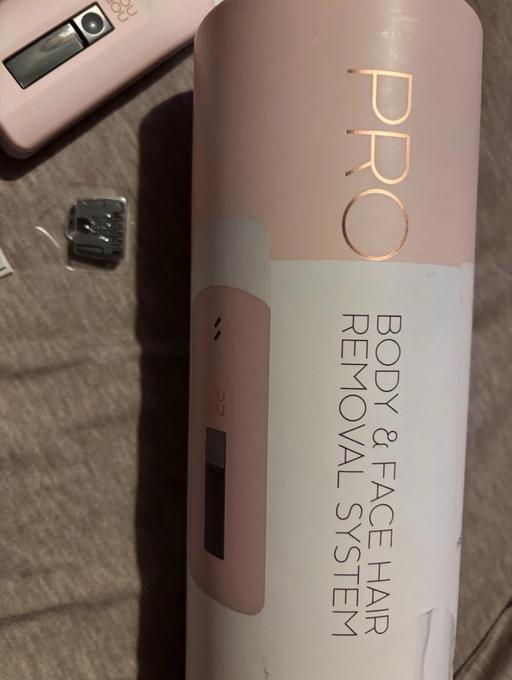 PRO
BODY & FACE HAIR
REMOVAL SYSTEM